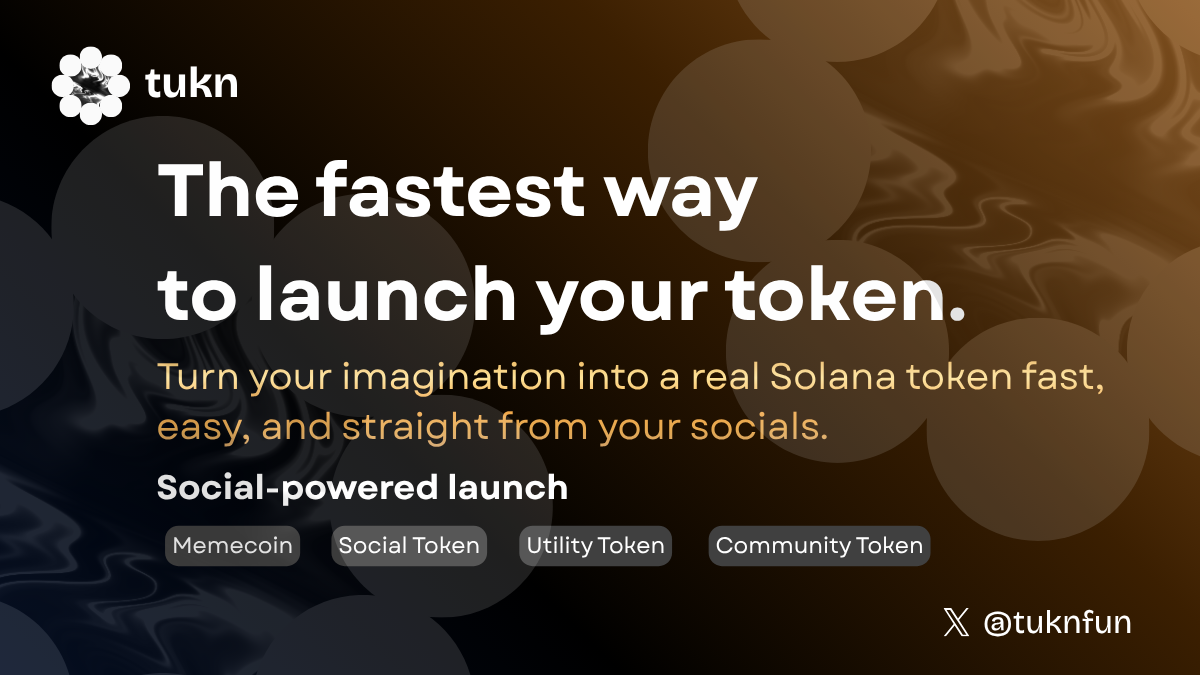 tukn
The fastest way
to launch your token.
Turn your imagination into a real Solana token fast,
easy, and straight from your socials.
Social-powered launch
Memecoin
Social Token
Utility Token
Community Token
X @tuknfun